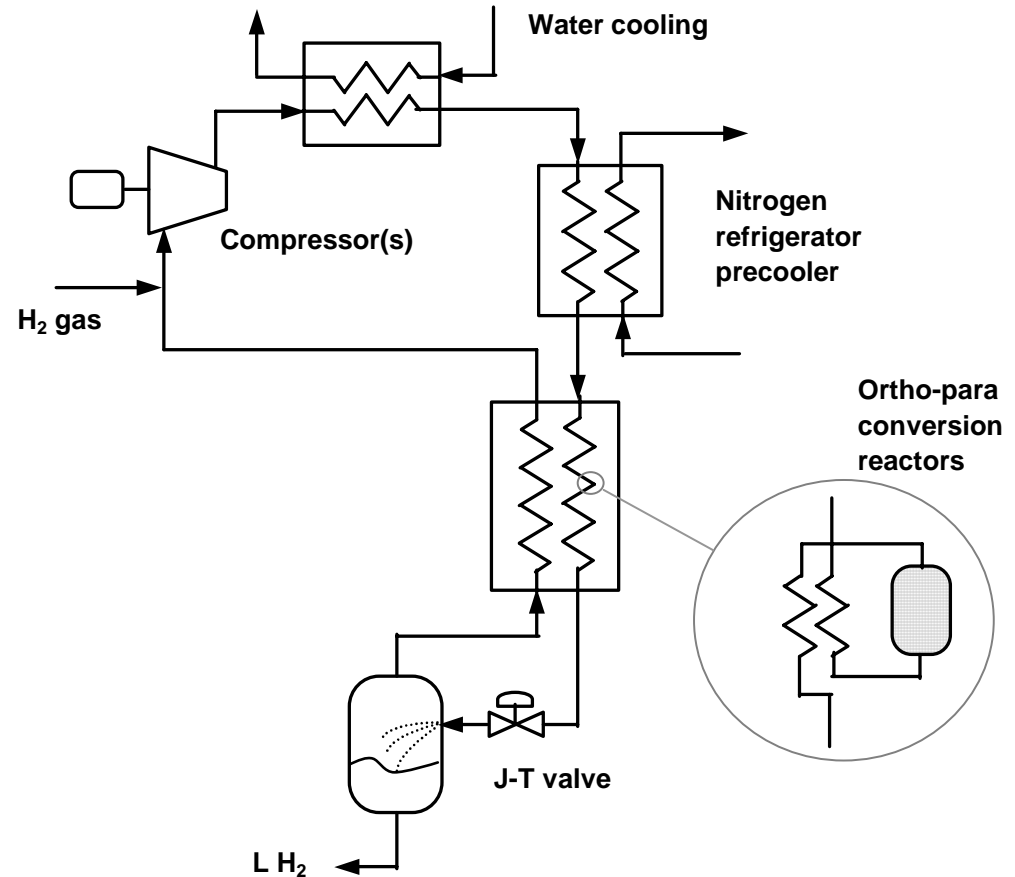 Water cooling
Nitrogen
refrigerator
precooler
Compressor(s)
H₂ gas
Ortho-para
conversion
reactors
J-T valve
L H₂